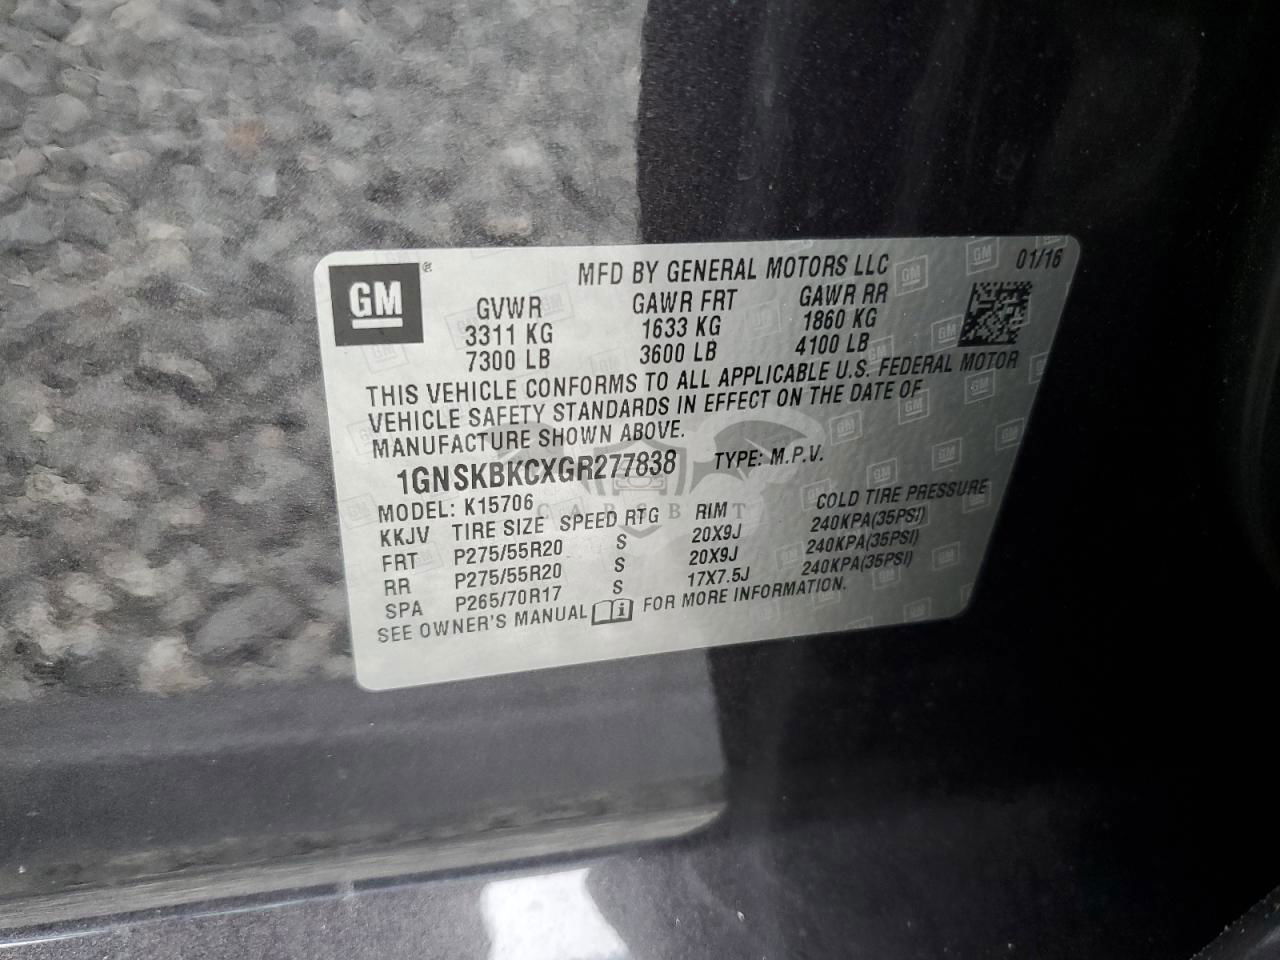 GM
MFD BY GENERAL MOTORS LLC 01/16
GVWR GAWR FRT GAWR RR
3311 KG 1633 KG 1860 KG
7300 LB 3600 LB 4100 LB
THIS VEHICLE CONFORMS TO ALL APPLICABLE U.S. FEDERAL MOTOR
VEHICLE SAFETY STANDARDS IN EFFECT ON THE DATE OF
MANUFACTURE SHOWN ABOVE.
1GNSKBKCXGR277838 TYPE: M.P.V.
MODEL: K15706
KKJV TIRE SIZE SPEED RTG RIM COLD TIRE PRESSURE
FRT P275/55R20 S 20X9J 240KPA(35PSI)
RR P275/55R20 S 20X9J 240KPA(35PSI)
SPA P265/70R17 S 17X7.5J 240KPA(35PSI)
SEE OWNER'S MANUAL FOR MORE INFORMATION.